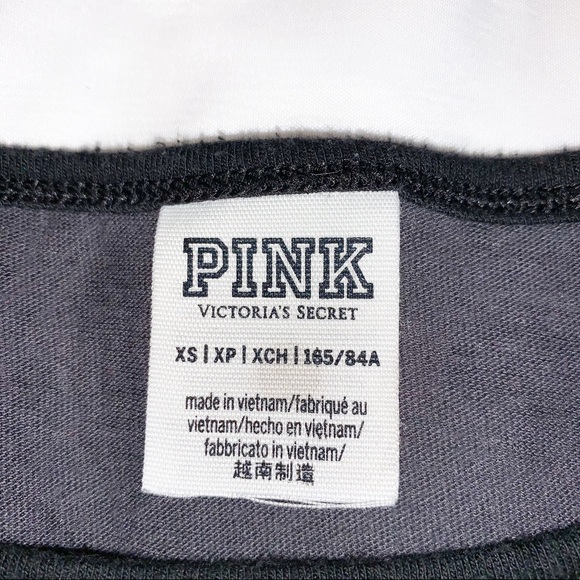 PINK
VICTORIA'S SECRET
XS | XP | XCH | 165/84A
made in vietnam/fabriqué au
vietnam/hecho en vietnam/
fabbricato in vietnam/
越南制造